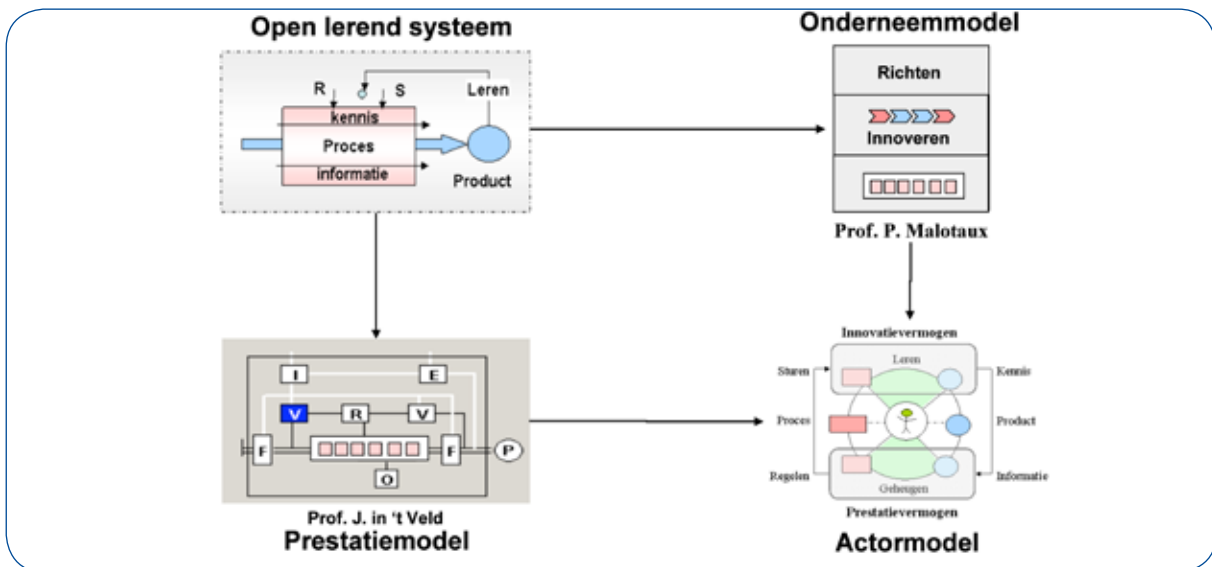 Open lerend systeem
R
S
Leren
kennis
Proces
informatie
Product
Onderneemmodel
Richten
Innoveren
Prof. P. Malotaux
I
E
V
R
V
F
F
P
O
Prof. J. in ‘t Veld
Prestatiemodel
Innovatievermogen
Leren
Sturen
Kennis
Proces
Product
Regelen
Informatie
Geheugen
Prestatievermogen
Actormodel